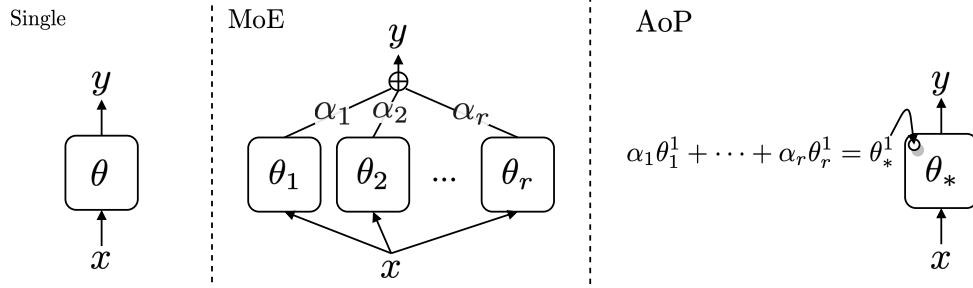 Single
y
θ
x
MoE
y
⊕
α₁ α₂ αᵣ
θ₁ θ₂ ... θᵣ
x
AoP
y
α₁θ₁¹ + ⋯ + αᵣθᵣ¹ = θ⁎¹
θ⁎
x